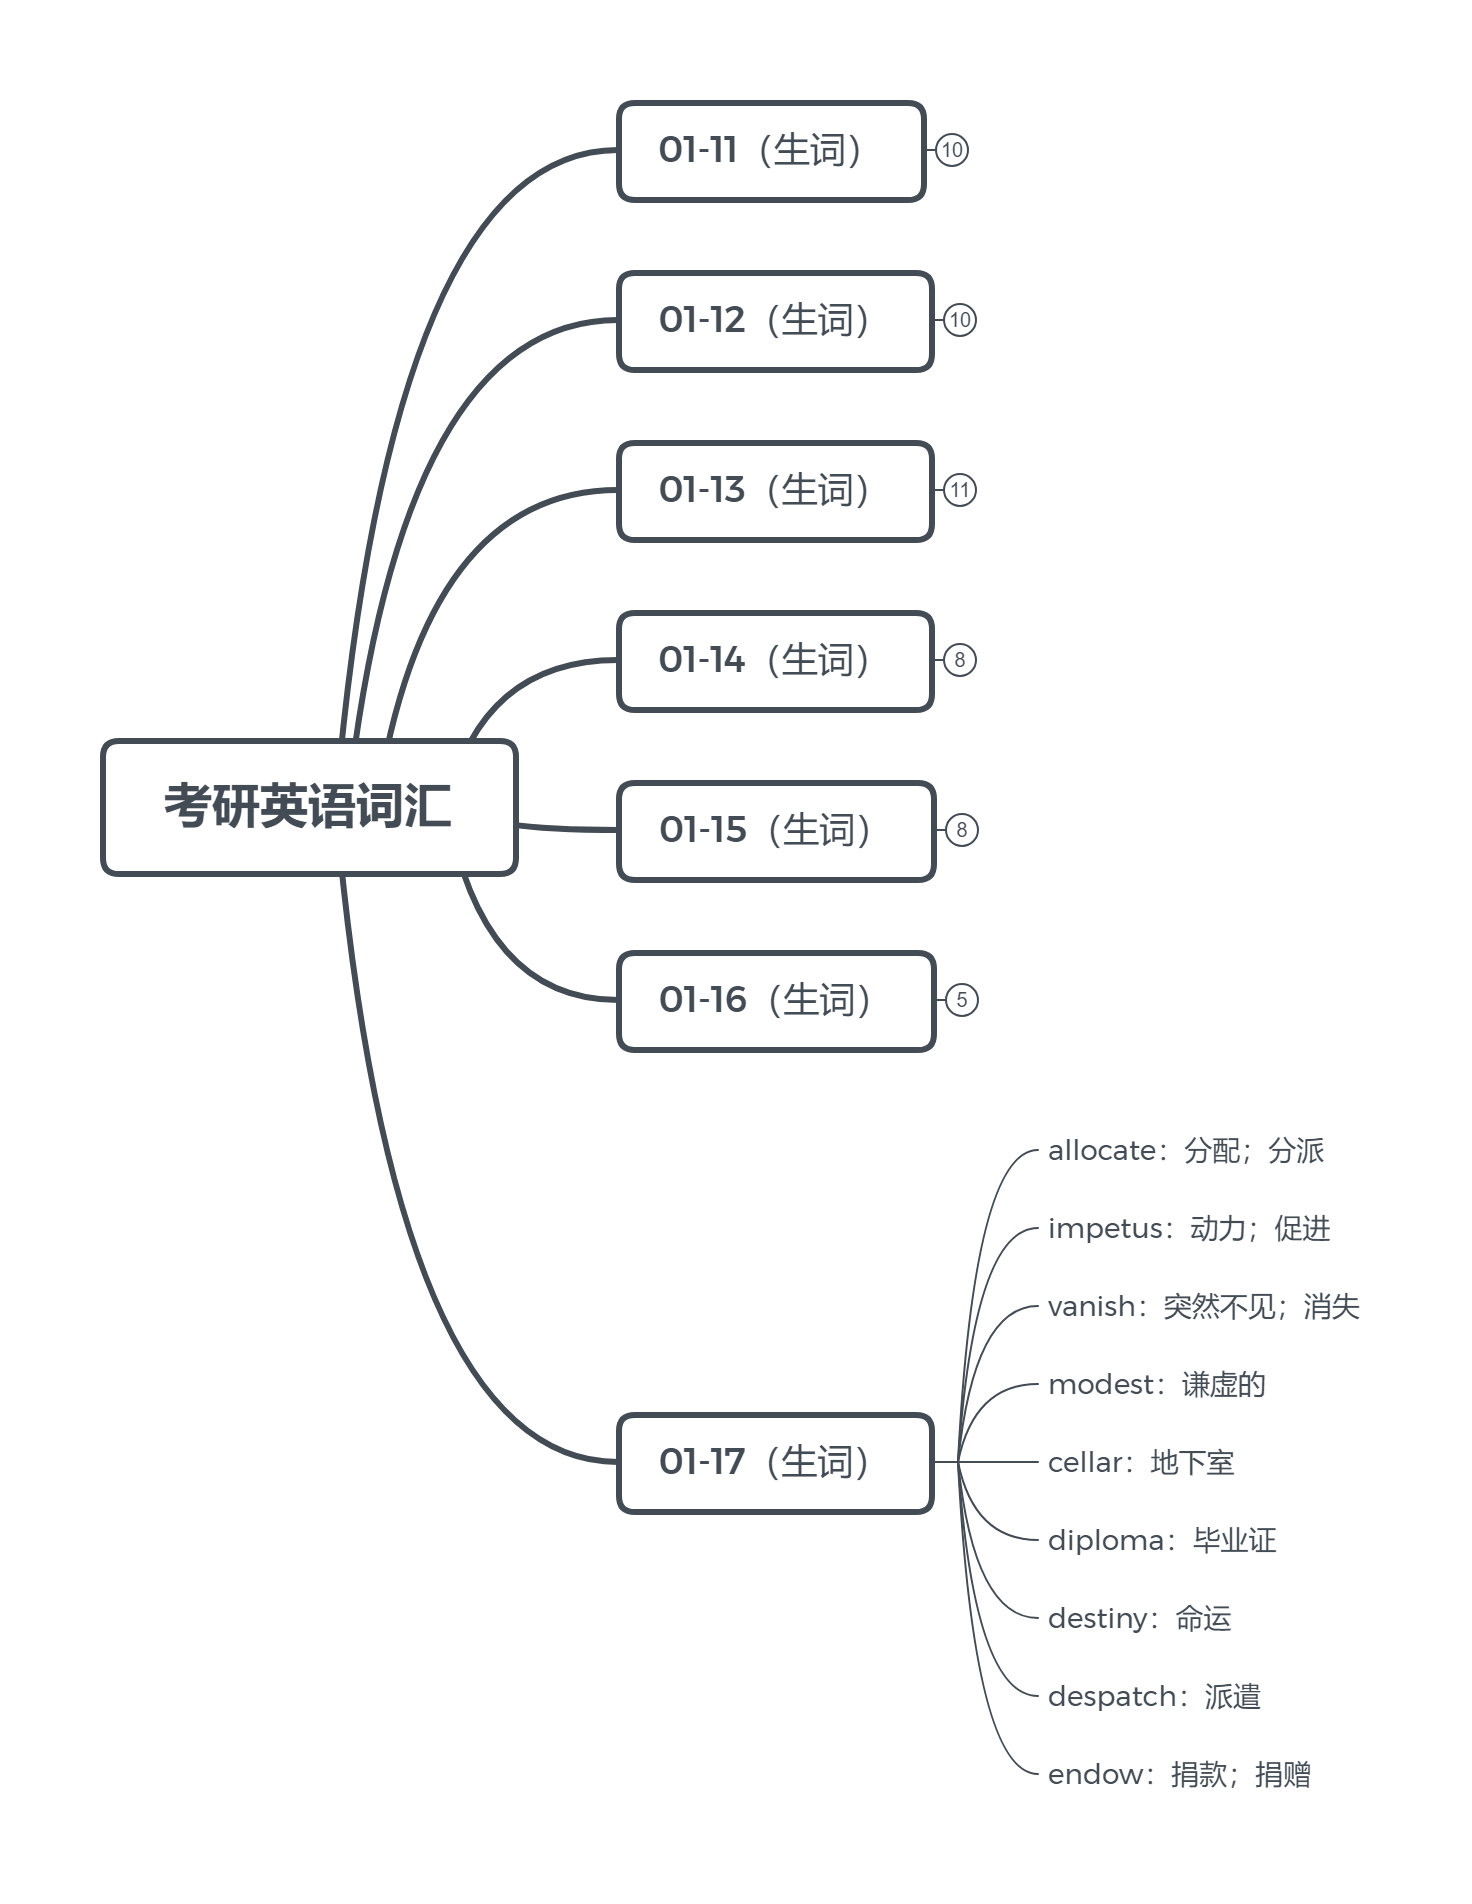 01-11（生词）
10
01-12（生词）
10
01-13（生词）
11
01-14（生词）
8
考研英语词汇
01-15（生词）
8
01-16（生词）
5
01-17（生词）
allocate：分配；分派
impetus：动力；促进
vanish：突然不见；消失
modest：谦虚的
cellar：地下室
diploma：毕业证
destiny：命运
despatch：派遣
endow：捐款；捐赠